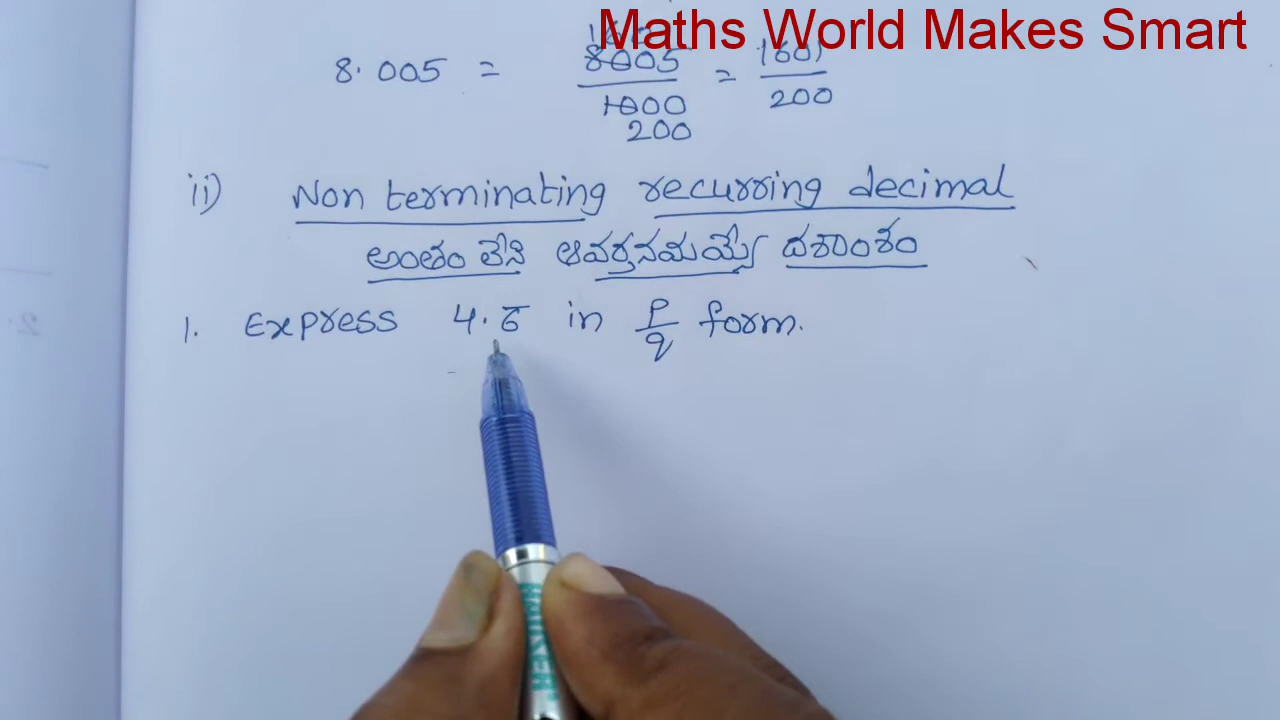 Maths World Makes Smart
8.005 = 8005/1000 = 1601/200
200
ii) Non terminating recurring decimal
అంతం లేని ఆవర్తనమయ్యే దశాంశం
1. Express 4.6̅ in p/q form.